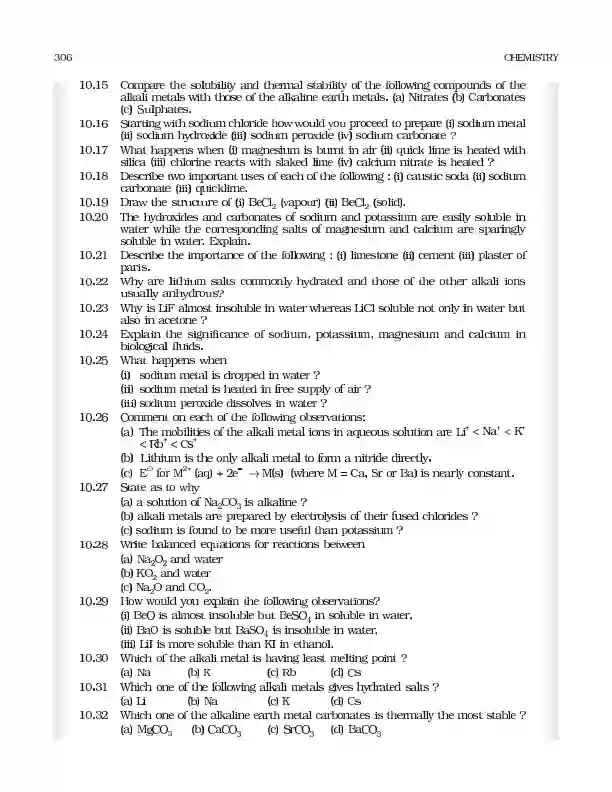 306 CHEMISTRY
10.15 Compare the solubility and thermal stability of the following compounds of the
alkali metals with those of the alkaline earth metals. (a) Nitrates (b) Carbonates
(c) Sulphates.
10.16 Starting with sodium chloride how would you proceed to prepare (i) sodium metal
(ii) sodium hydroxide (iii) sodium peroxide (iv) sodium carbonate ?
10.17 What happens when (i) magnesium is burnt in air (ii) quick lime is heated with
silica (iii) chlorine reacts with slaked lime (iv) calcium nitrate is heated ?
10.18 Describe two important uses of each of the following : (i) caustic soda (ii) sodium
carbonate (iii) quicklime.
10.19 Draw the structure of (i) BeCl₂ (vapour) (ii) BeCl₂ (solid).
10.20 The hydroxides and carbonates of sodium and potassium are easily soluble in
water while the corresponding salts of magnesium and calcium are sparingly
soluble in water. Explain.
10.21 Describe the importance of the following : (i) limestone (ii) cement (iii) plaster of
paris.
10.22 Why are lithium salts commonly hydrated and those of the other alkali ions
usually anhydrous?
10.23 Why is LiF almost insoluble in water whereas LiCl soluble not only in water but
also in acetone ?
10.24 Explain the significance of sodium, potassium, magnesium and calcium in
biological fluids.
10.25 What happens when
(i) sodium metal is dropped in water ?
(ii) sodium metal is heated in free supply of air ?
(iii) sodium peroxide dissolves in water ?
10.26 Comment on each of the following observations:
(a) The mobilities of the alkali metal ions in aqueous solution are Li⁺ < Na⁺ < K⁺
< Rb⁺ < Cs⁺
(b) Lithium is the only alkali metal to form a nitride directly.
(c) E⊖ for M²⁺ (aq) + 2e⁻ → M(s) (where M = Ca, Sr or Ba) is nearly constant.
10.27 State as to why
(a) a solution of Na₂CO₃ is alkaline ?
(b) alkali metals are prepared by electrolysis of their fused chlorides ?
(c) sodium is found to be more useful than potassium ?
10.28 Write balanced equations for reactions between
(a) Na₂O₂ and water
(b) KO₂ and water
(c) Na₂O and CO₂.
10.29 How would you explain the following observations?
(i) BeO is almost insoluble but BeSO₄ in soluble in water,
(ii) BaO is soluble but BaSO₄ is insoluble in water,
(iii) LiI is more soluble than KI in ethanol.
10.30 Which of the alkali metal is having least melting point ?
(a) Na (b) K (c) Rb (d) Cs
10.31 Which one of the following alkali metals gives hydrated salts ?
(a) Li (b) Na (c) K (d) Cs
10.32 Which one of the alkaline earth metal carbonates is thermally the most stable ?
(a) MgCO₃ (b) CaCO₃ (c) SrCO₃ (d) BaCO₃